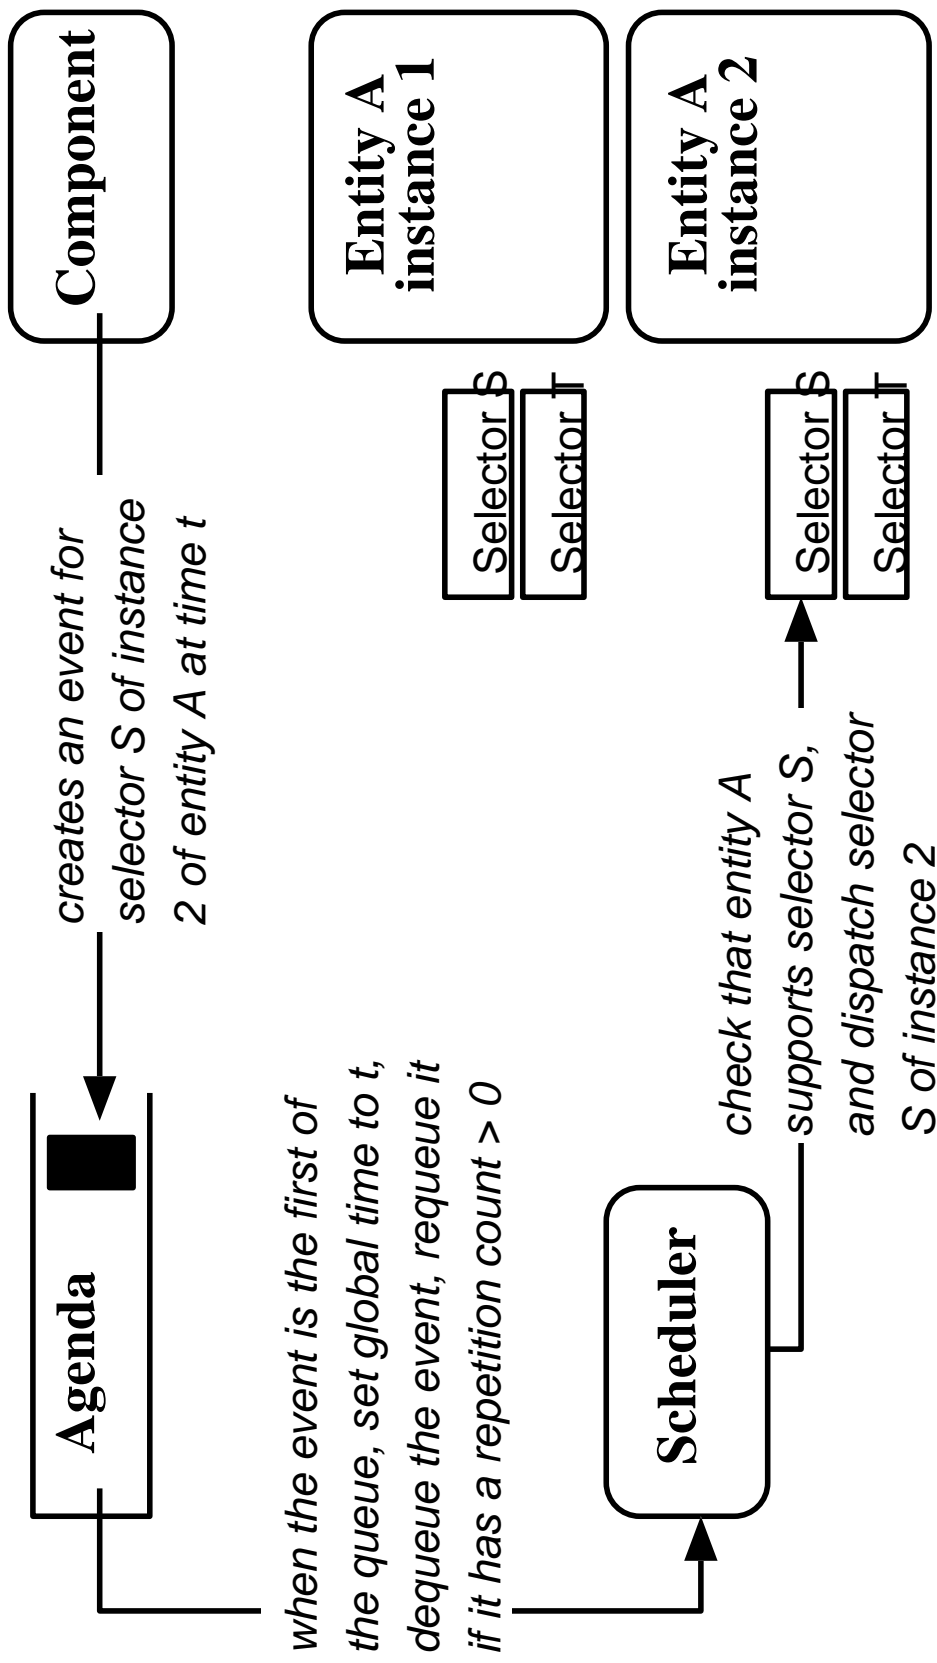 Agenda
creates an event for
selector S of instance
2 of entity A at time t
Component
when the event is the first of
the queue, set global time to t,
dequeue the event, requeue it
if it has a repetition count > 0
Entity A
instance 1
Selector S
Selector T
Scheduler
check that entity A
supports selector S,
and dispatch selector
S of instance 2
Entity A
instance 2
Selector S
Selector T